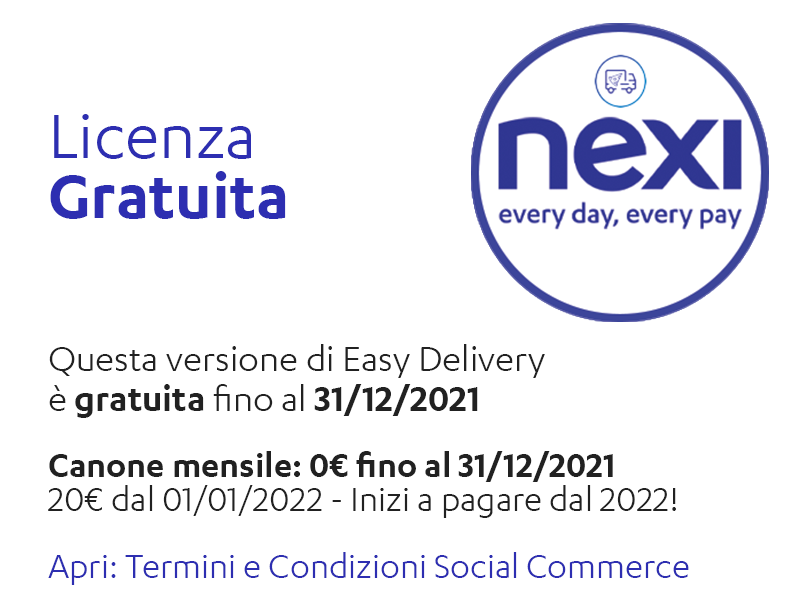 Licenza
Gratuita
nexi
every day, every pay
Questa versione di Easy Delivery
è gratuita fino al 31/12/2021
Canone mensile: 0€ fino al 31/12/2021
20€ dal 01/01/2022 - Inizi a pagare dal 2022!
Apri: Termini e Condizioni Social Commerce